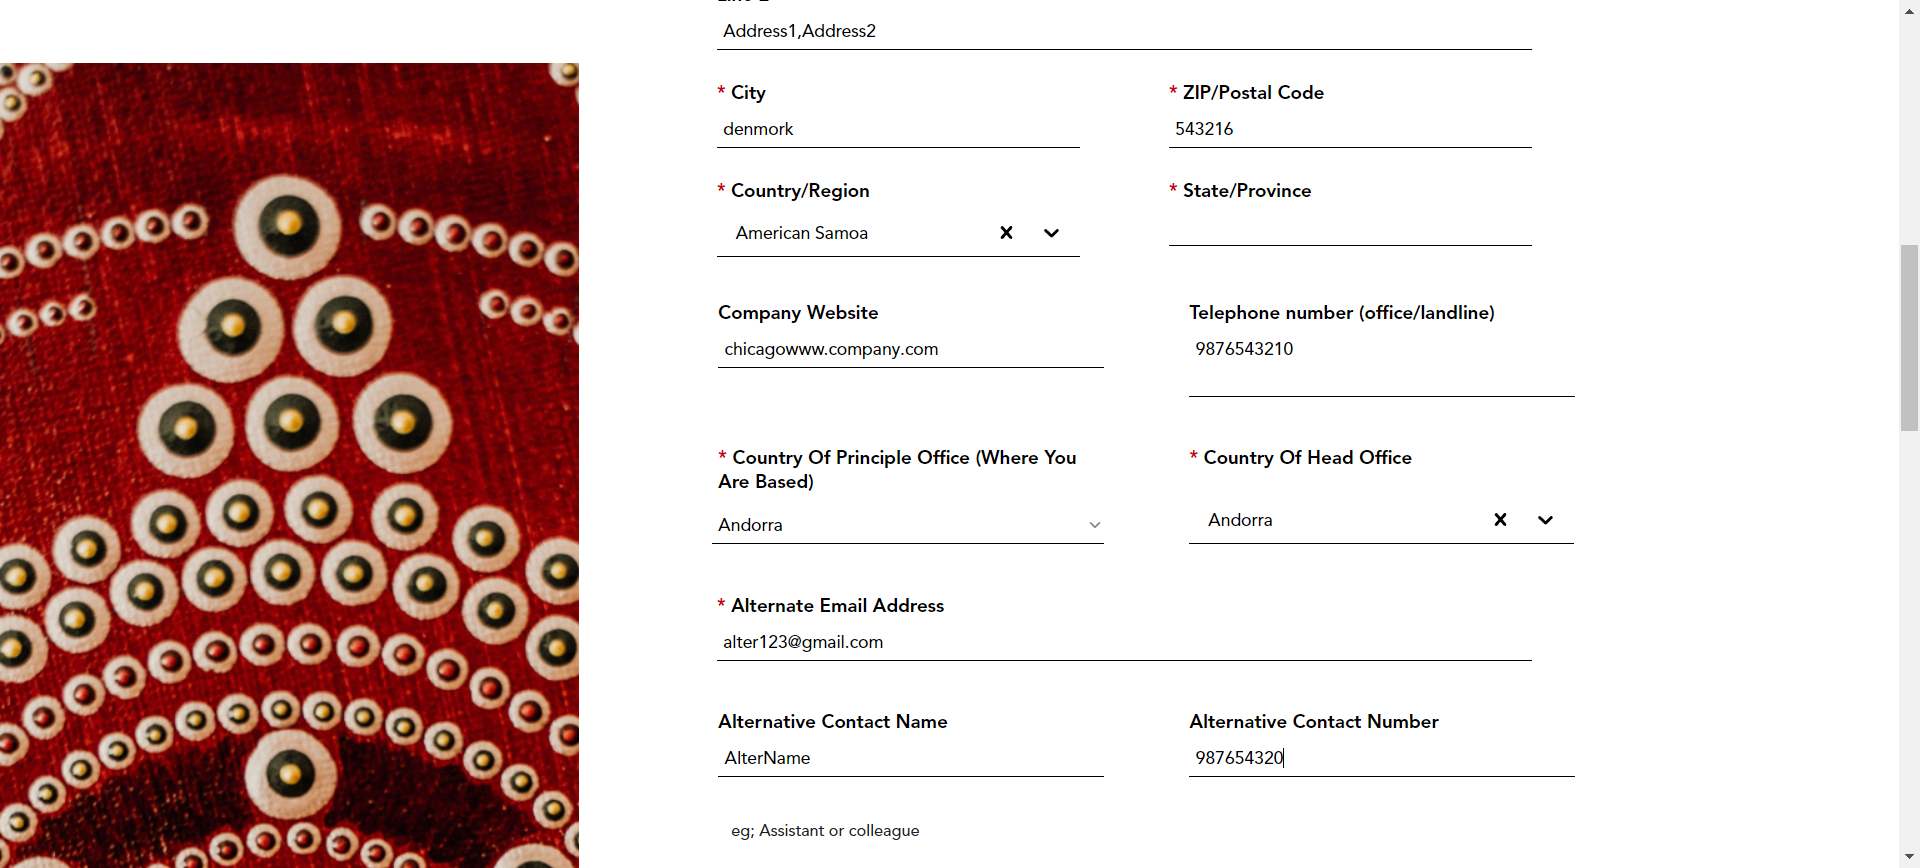 Address1,Address2
* City
* ZIP/Postal Code
denmork
543216
* Country/Region
* State/Province
American Samoa
Company Website
Telephone number (office/landline)
chicagowww.company.com
9876543210
* Country Of Principle Office (Where You
Are Based)
* Country Of Head Office
Andorra
Andorra
* Alternate Email Address
alter123@gmail.com
Alternative Contact Name
Alternative Contact Number
AlterName
987654320
eg; Assistant or colleague